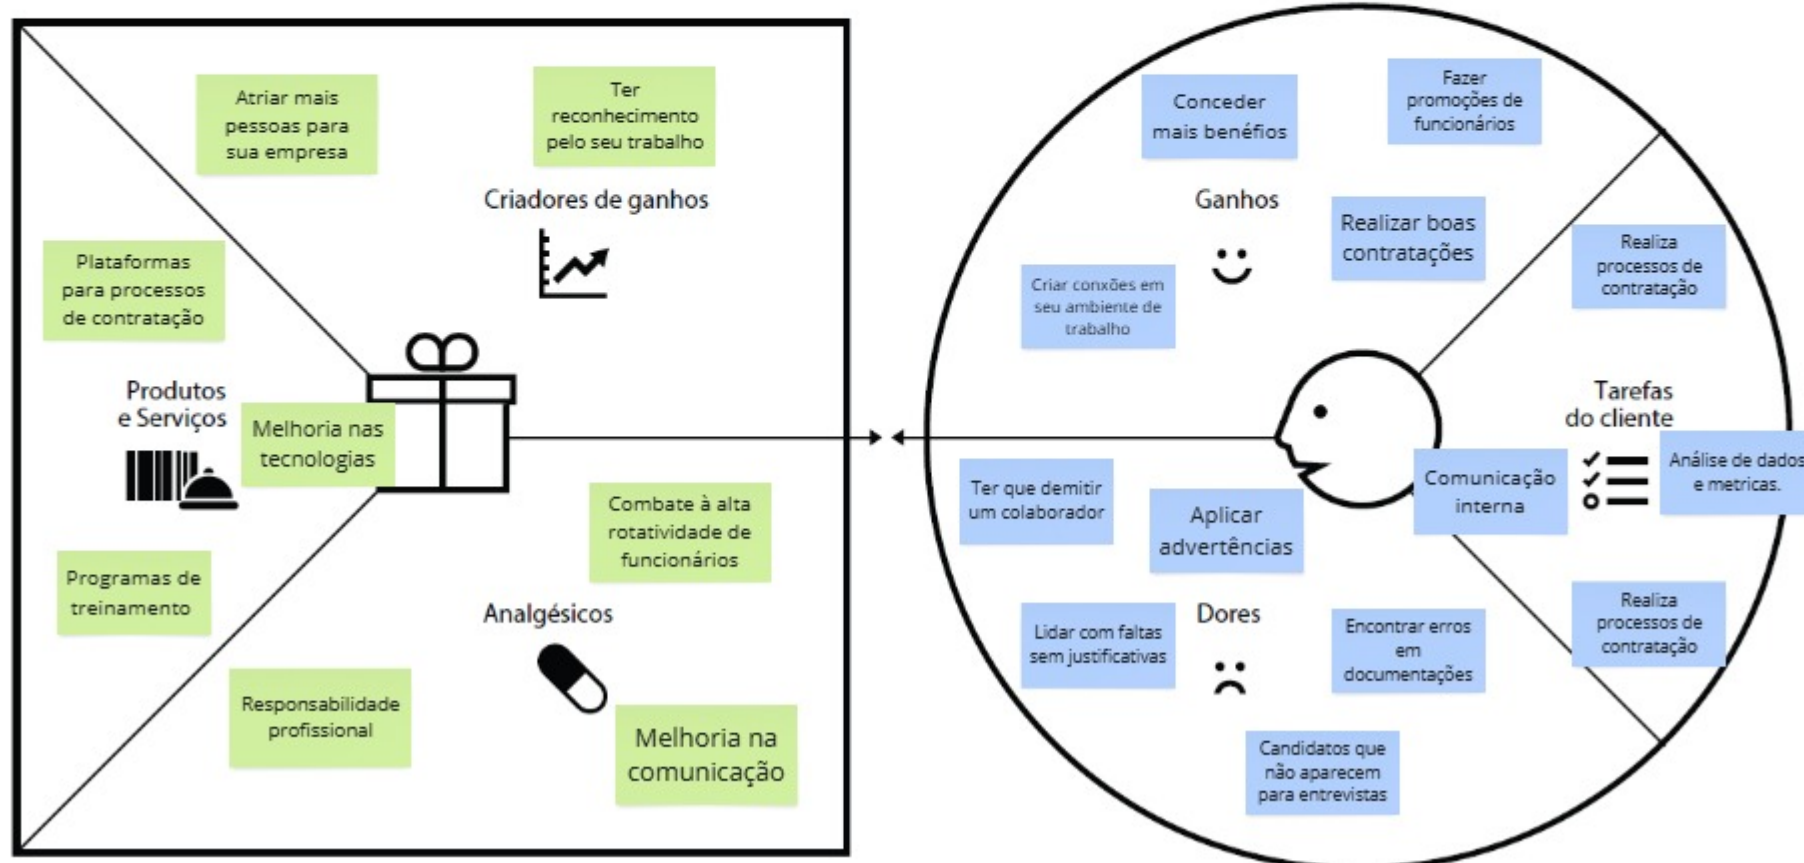 Atriar mais
pessoas para
sua empresa
Ter
reconhecimento
pelo seu trabalho
Criadores de ganhos
Plataformas
para processos
de contratação
Produtos
e Serviços
Melhoria nas
tecnologias
Programas de
treinamento
Combate à alta
rotatividade de
funcionários
Analgésicos
Responsabilidade
profissional
Melhoria na
comunicação
Conceder
mais benéfios
Fazer
promoções de
funcionários
Ganhos
Realizar boas
contratações
Criar conxões em
seu ambiente de
trabalho
Realiza
processos de
contratação
Tarefas
do cliente
Comunicação
interna
Análise de dados
e metricas.
Realiza
processos de
contratação
Ter que demitir
um colaborador
Aplicar
advertências
Dores
Lidar com faltas
sem justificativas
Encontrar erros
em
documentações
Candidatos que
não aparecem
para entrevistas